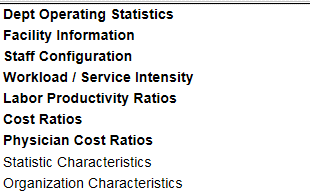 Dept Operating Statistics
Facility Information
Staff Configuration
Workload / Service Intensity
Labor Productivity Ratios
Cost Ratios
Physician Cost Ratios
Statistic Characteristics
Organization Characteristics